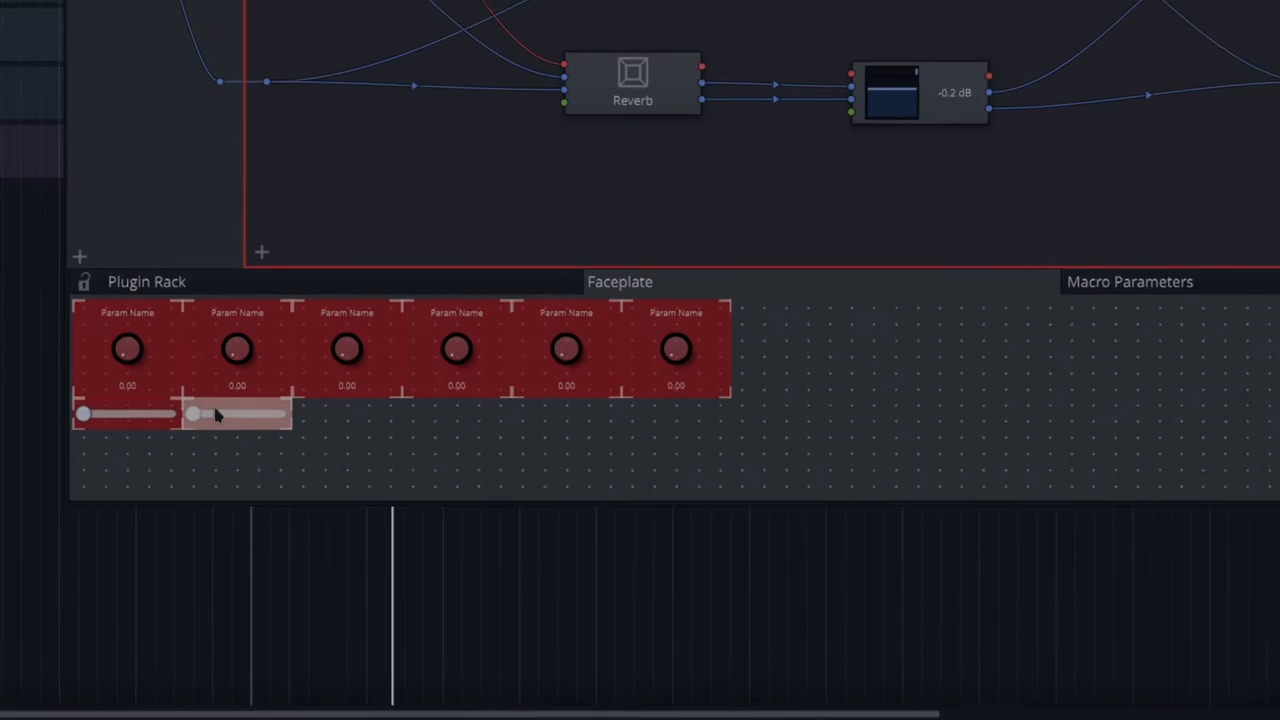 Reverb
-0.2 dB
Plugin Rack
Faceplate
Macro Parameters
Param Name
Param Name
Param Name
Param Name
Param Name
Param Name
0.00
0.00
0.00
0.00
0.00
0.00